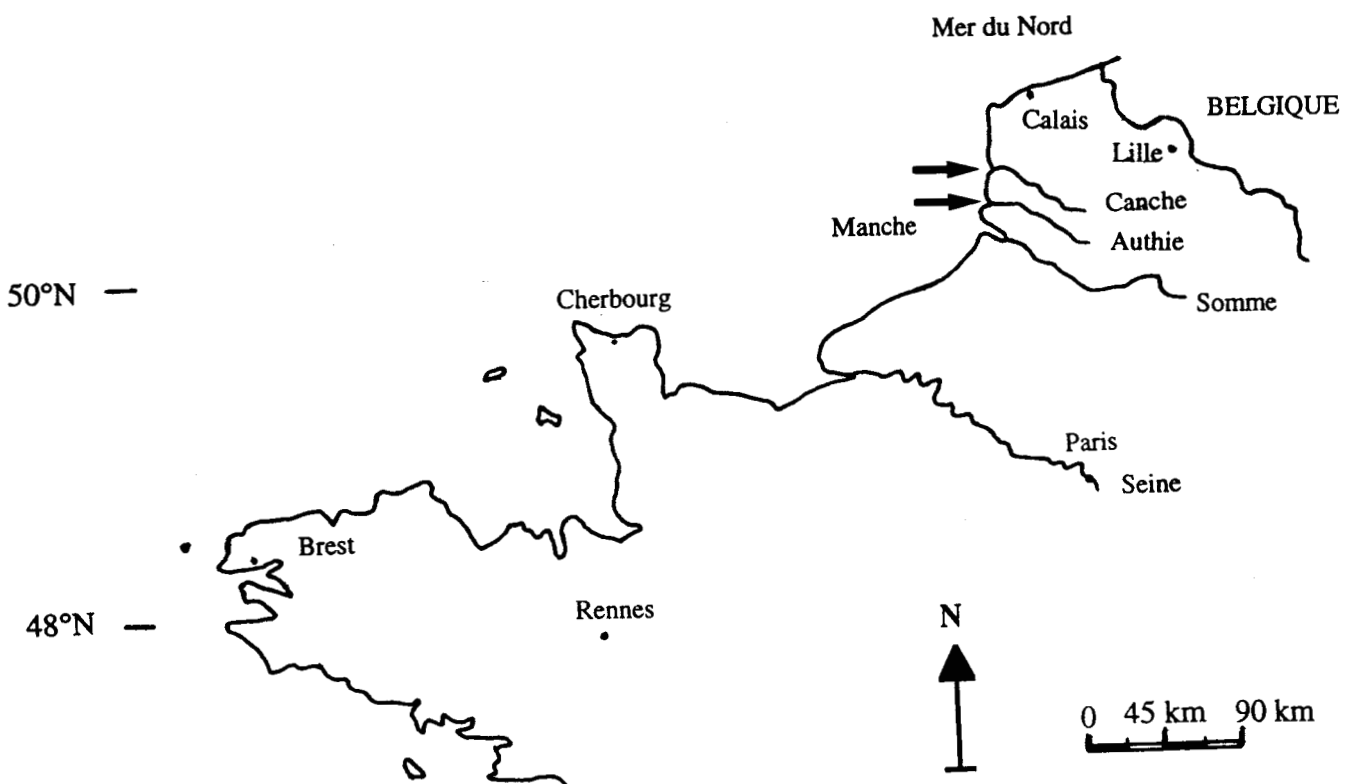 Mer du Nord
BELGIQUE
Calais
Lille
Canche
Manche
Authie
50°N
Cherbourg
Somme
Paris
Seine
Brest
48°N
Rennes
N
0 45 km 90 km